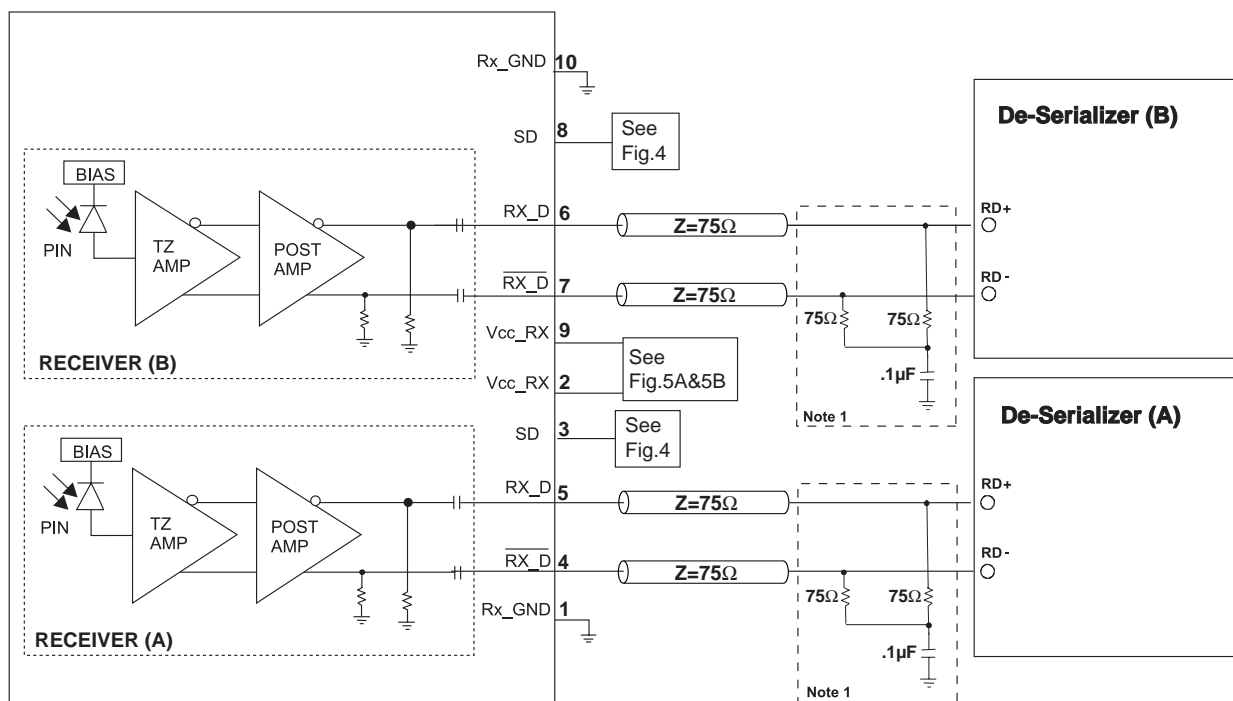 Rx_GND 10
De-Serializer (B)
SD 8
See
Fig.4
BIAS
PIN
TZ
AMP
POST
AMP
RX_D 6
Z=75Ω
RD+
RX_D 7
Z=75Ω
RD -
75Ω
75Ω
.1µF
Note 1
Vcc_RX 9
Vcc_RX 2
See
Fig.5A&5B
RECEIVER (B)
De-Serializer (A)
SD 3
See
Fig.4
BIAS
PIN
TZ
AMP
POST
AMP
RX_D 5
Z=75Ω
RD+
RX_D 4
Z=75Ω
RD -
75Ω
75Ω
.1µF
Note 1
Rx_GND 1
RECEIVER (A)